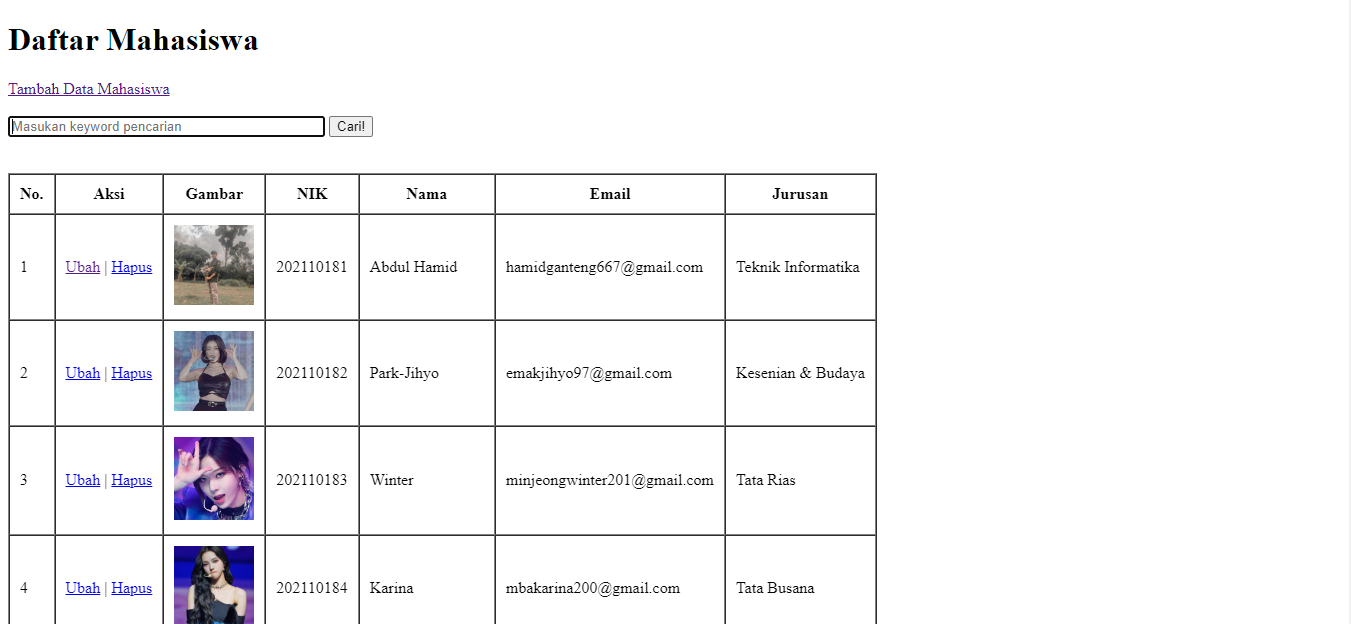 Daftar Mahasiswa
Tambah Data Mahasiswa
Masukan keyword pencarian Cari!
No. Aksi Gambar NIK Nama Email Jurusan
1 Ubah | Hapus 202110181 Abdul Hamid hamidganteng667@gmail.com Teknik Informatika
2 Ubah | Hapus 202110182 Park-Jihyo emakjihyo97@gmail.com Kesenian & Budaya
3 Ubah | Hapus 202110183 Winter minjeongwinter201@gmail.com Tata Rias
4 Ubah | Hapus 202110184 Karina mbakarina200@gmail.com Tata Busana